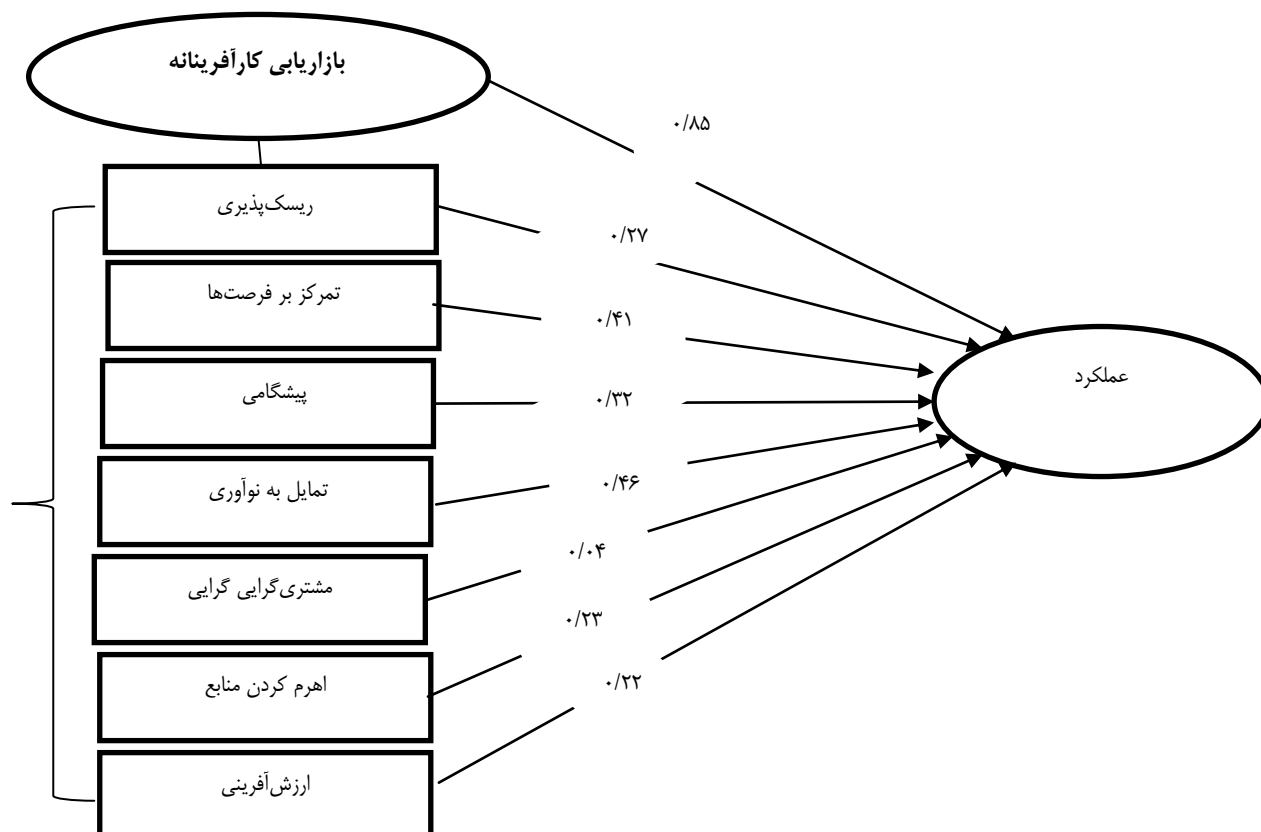 بازاریابی کارآفرینانه
۰/۸۵
ریسک‌پذیری
۰/۲۷
تمرکز بر فرصت‌ها
۰/۴۱
پیشگامی
۰/۳۲
عملکرد
تمایل به نوآوری
۰/۴۶
مشتری‌گرایی گرایی
۰/۰۴
اهرم کردن منابع
۰/۲۳
ارزش‌آفرینی
۰/۲۲